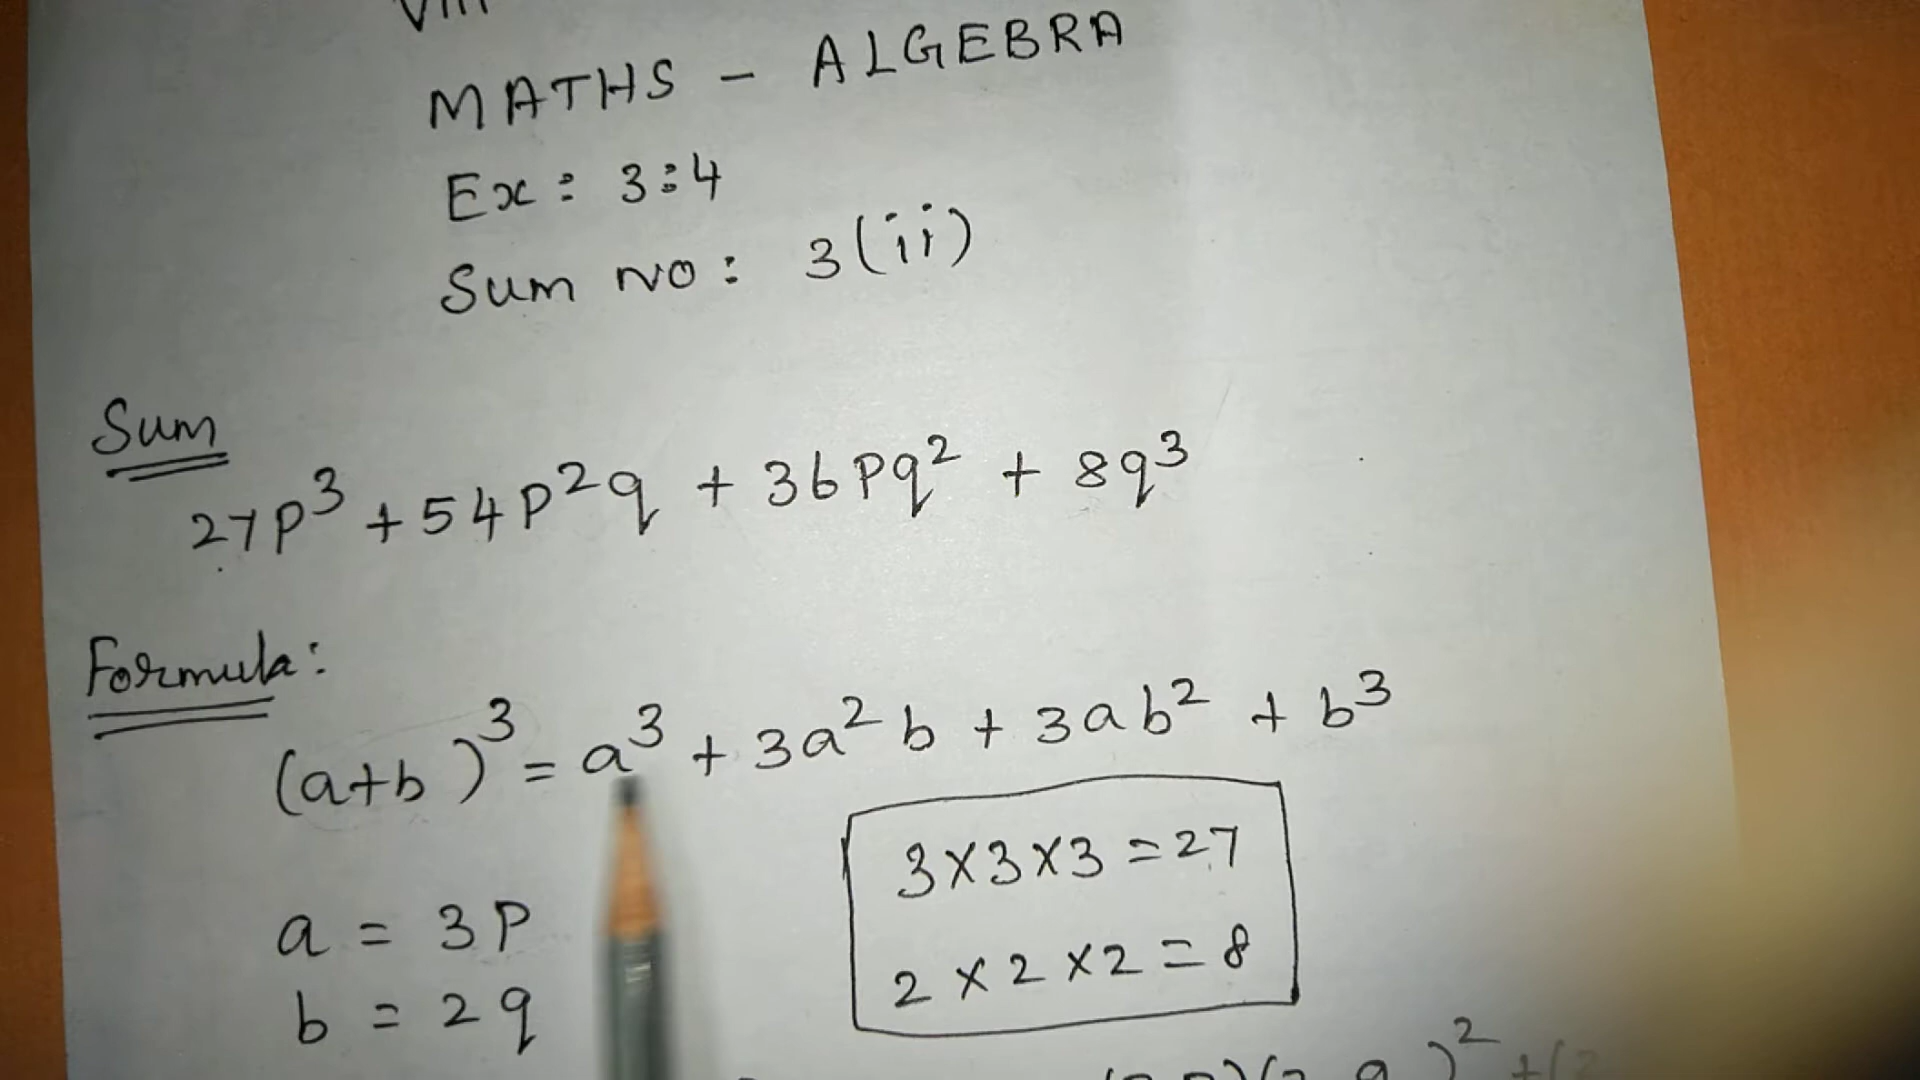 VIII
MATHS - ALGEBRA
Ex: 3:4
Sum no: 3(ii)
Sum
27p³ + 54p²q + 36pq² + 8q³
Formula:
(a+b)³ = a³ + 3a²b + 3ab² + b³
3×3×3 = 27
a = 3p
2×2×2 = 8
b = 2q